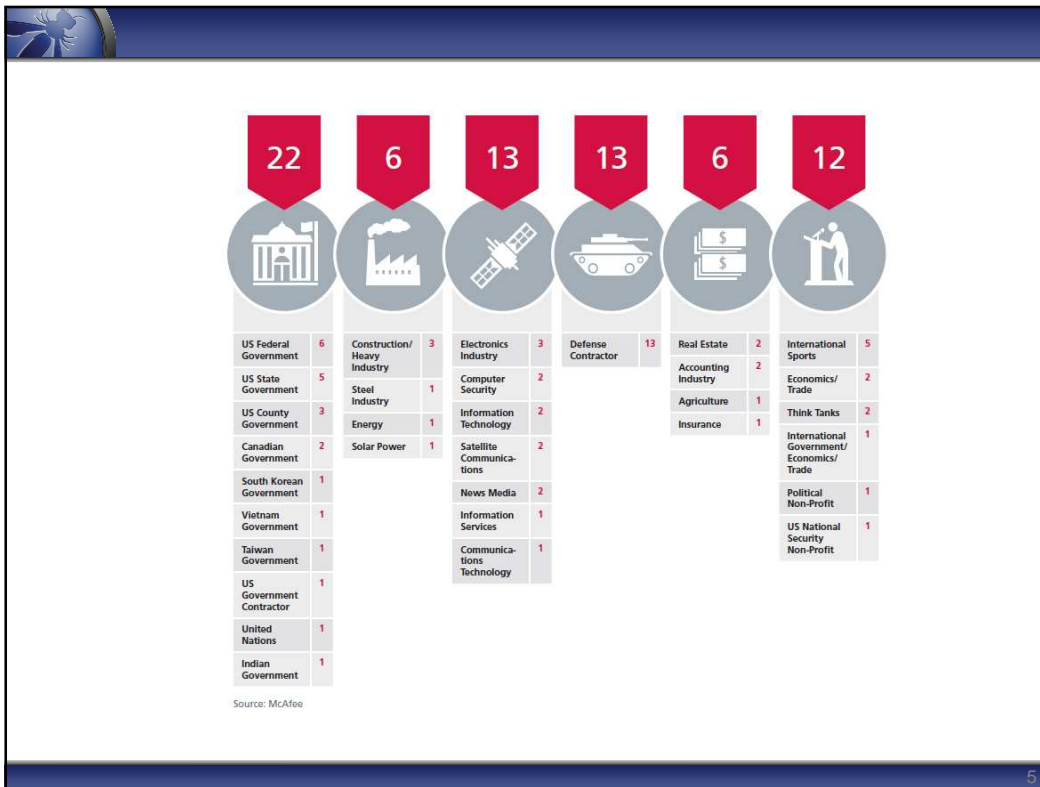 22
6
13
13
6
12
$
$
US Federal
Government
6
US State
Government
5
US County
Government
3
Canadian
Government
2
South Korean
Government
1
Vietnam
Government
1
Taiwan
Government
1
US
Government
Contractor
1
United
Nations
1
Indian
Government
1
Construction/
Heavy
Industry
3
Steel
Industry
1
Energy
1
Solar Power
1
Electronics
Industry
3
Computer
Security
2
Information
Technology
2
Satellite
Communica-
tions
2
News Media
2
Information
Services
1
Communica-
tions
Technology
1
Defense
Contractor
13
Real Estate
2
Accounting
Industry
2
Agriculture
1
Insurance
1
International
Sports
5
Economics/
Trade
2
Think Tanks
2
International
Government/
Economics/
Trade
1
Political
Non-Profit
1
US National
Security
Non-Profit
1
Source: McAfee
5